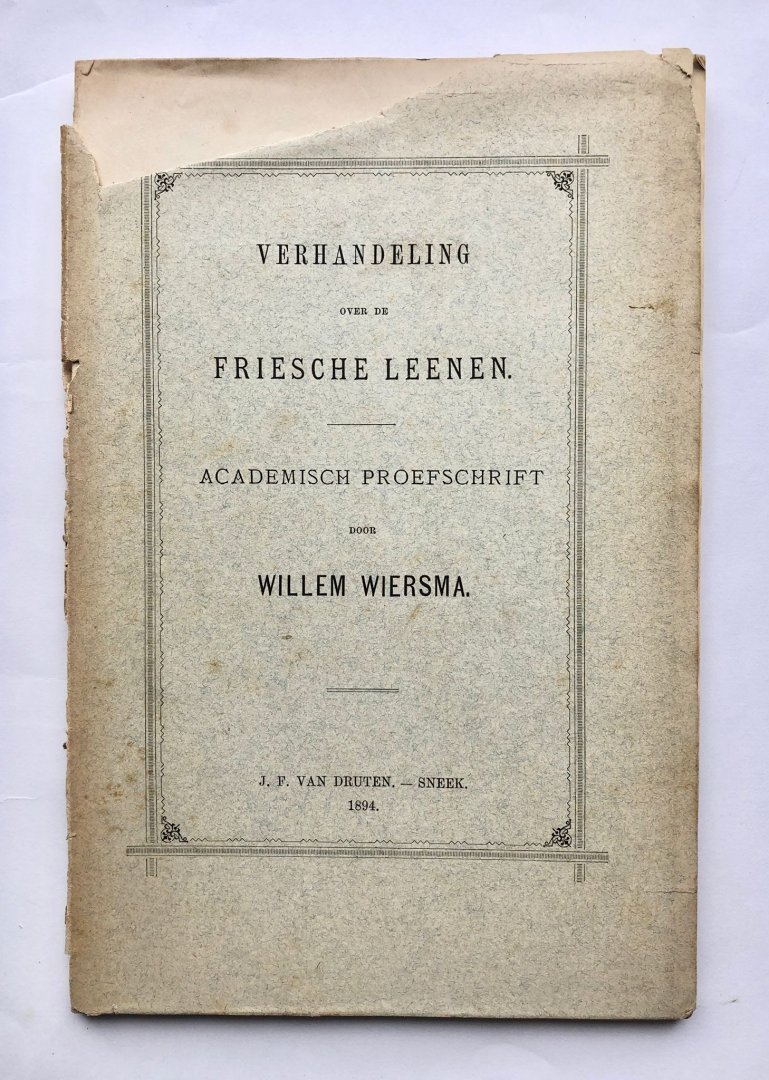 VERHANDELING
OVER DE
FRIESCHE LEENEN.
ACADEMISCH PROEFSCHRIFT
DOOR
WILLEM WIERSMA.
J. F. VAN DRUTEN. — SNEEK.
1894.